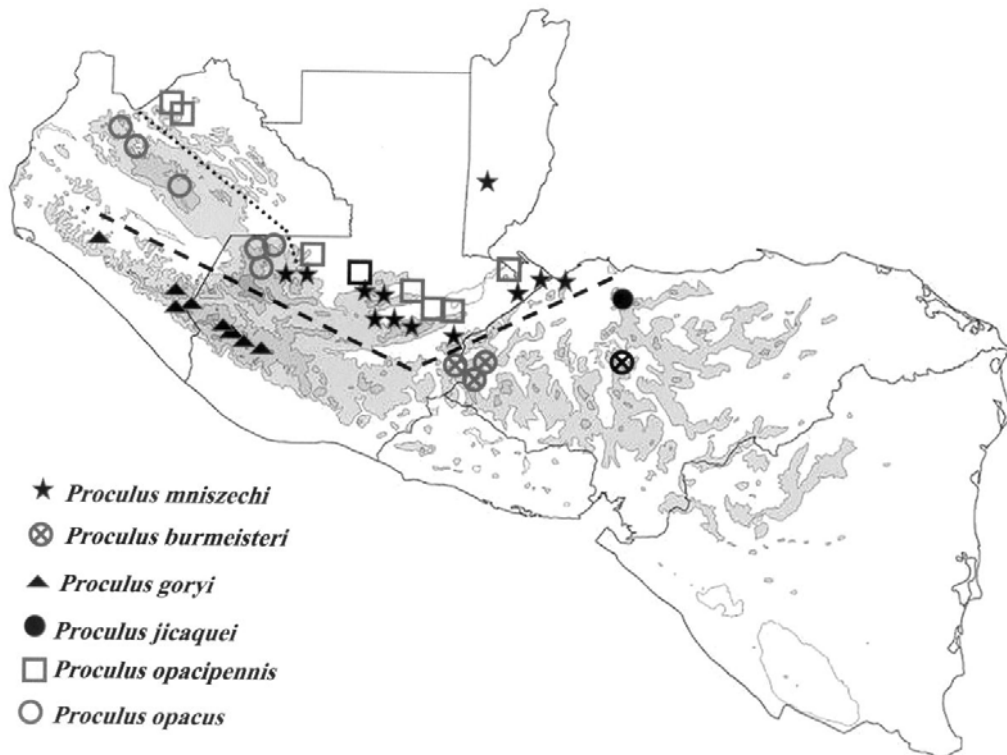 Proculus mniszechi
Proculus burmeisteri
Proculus goryi
Proculus jicaquei
Proculus opacipennis
Proculus opacus